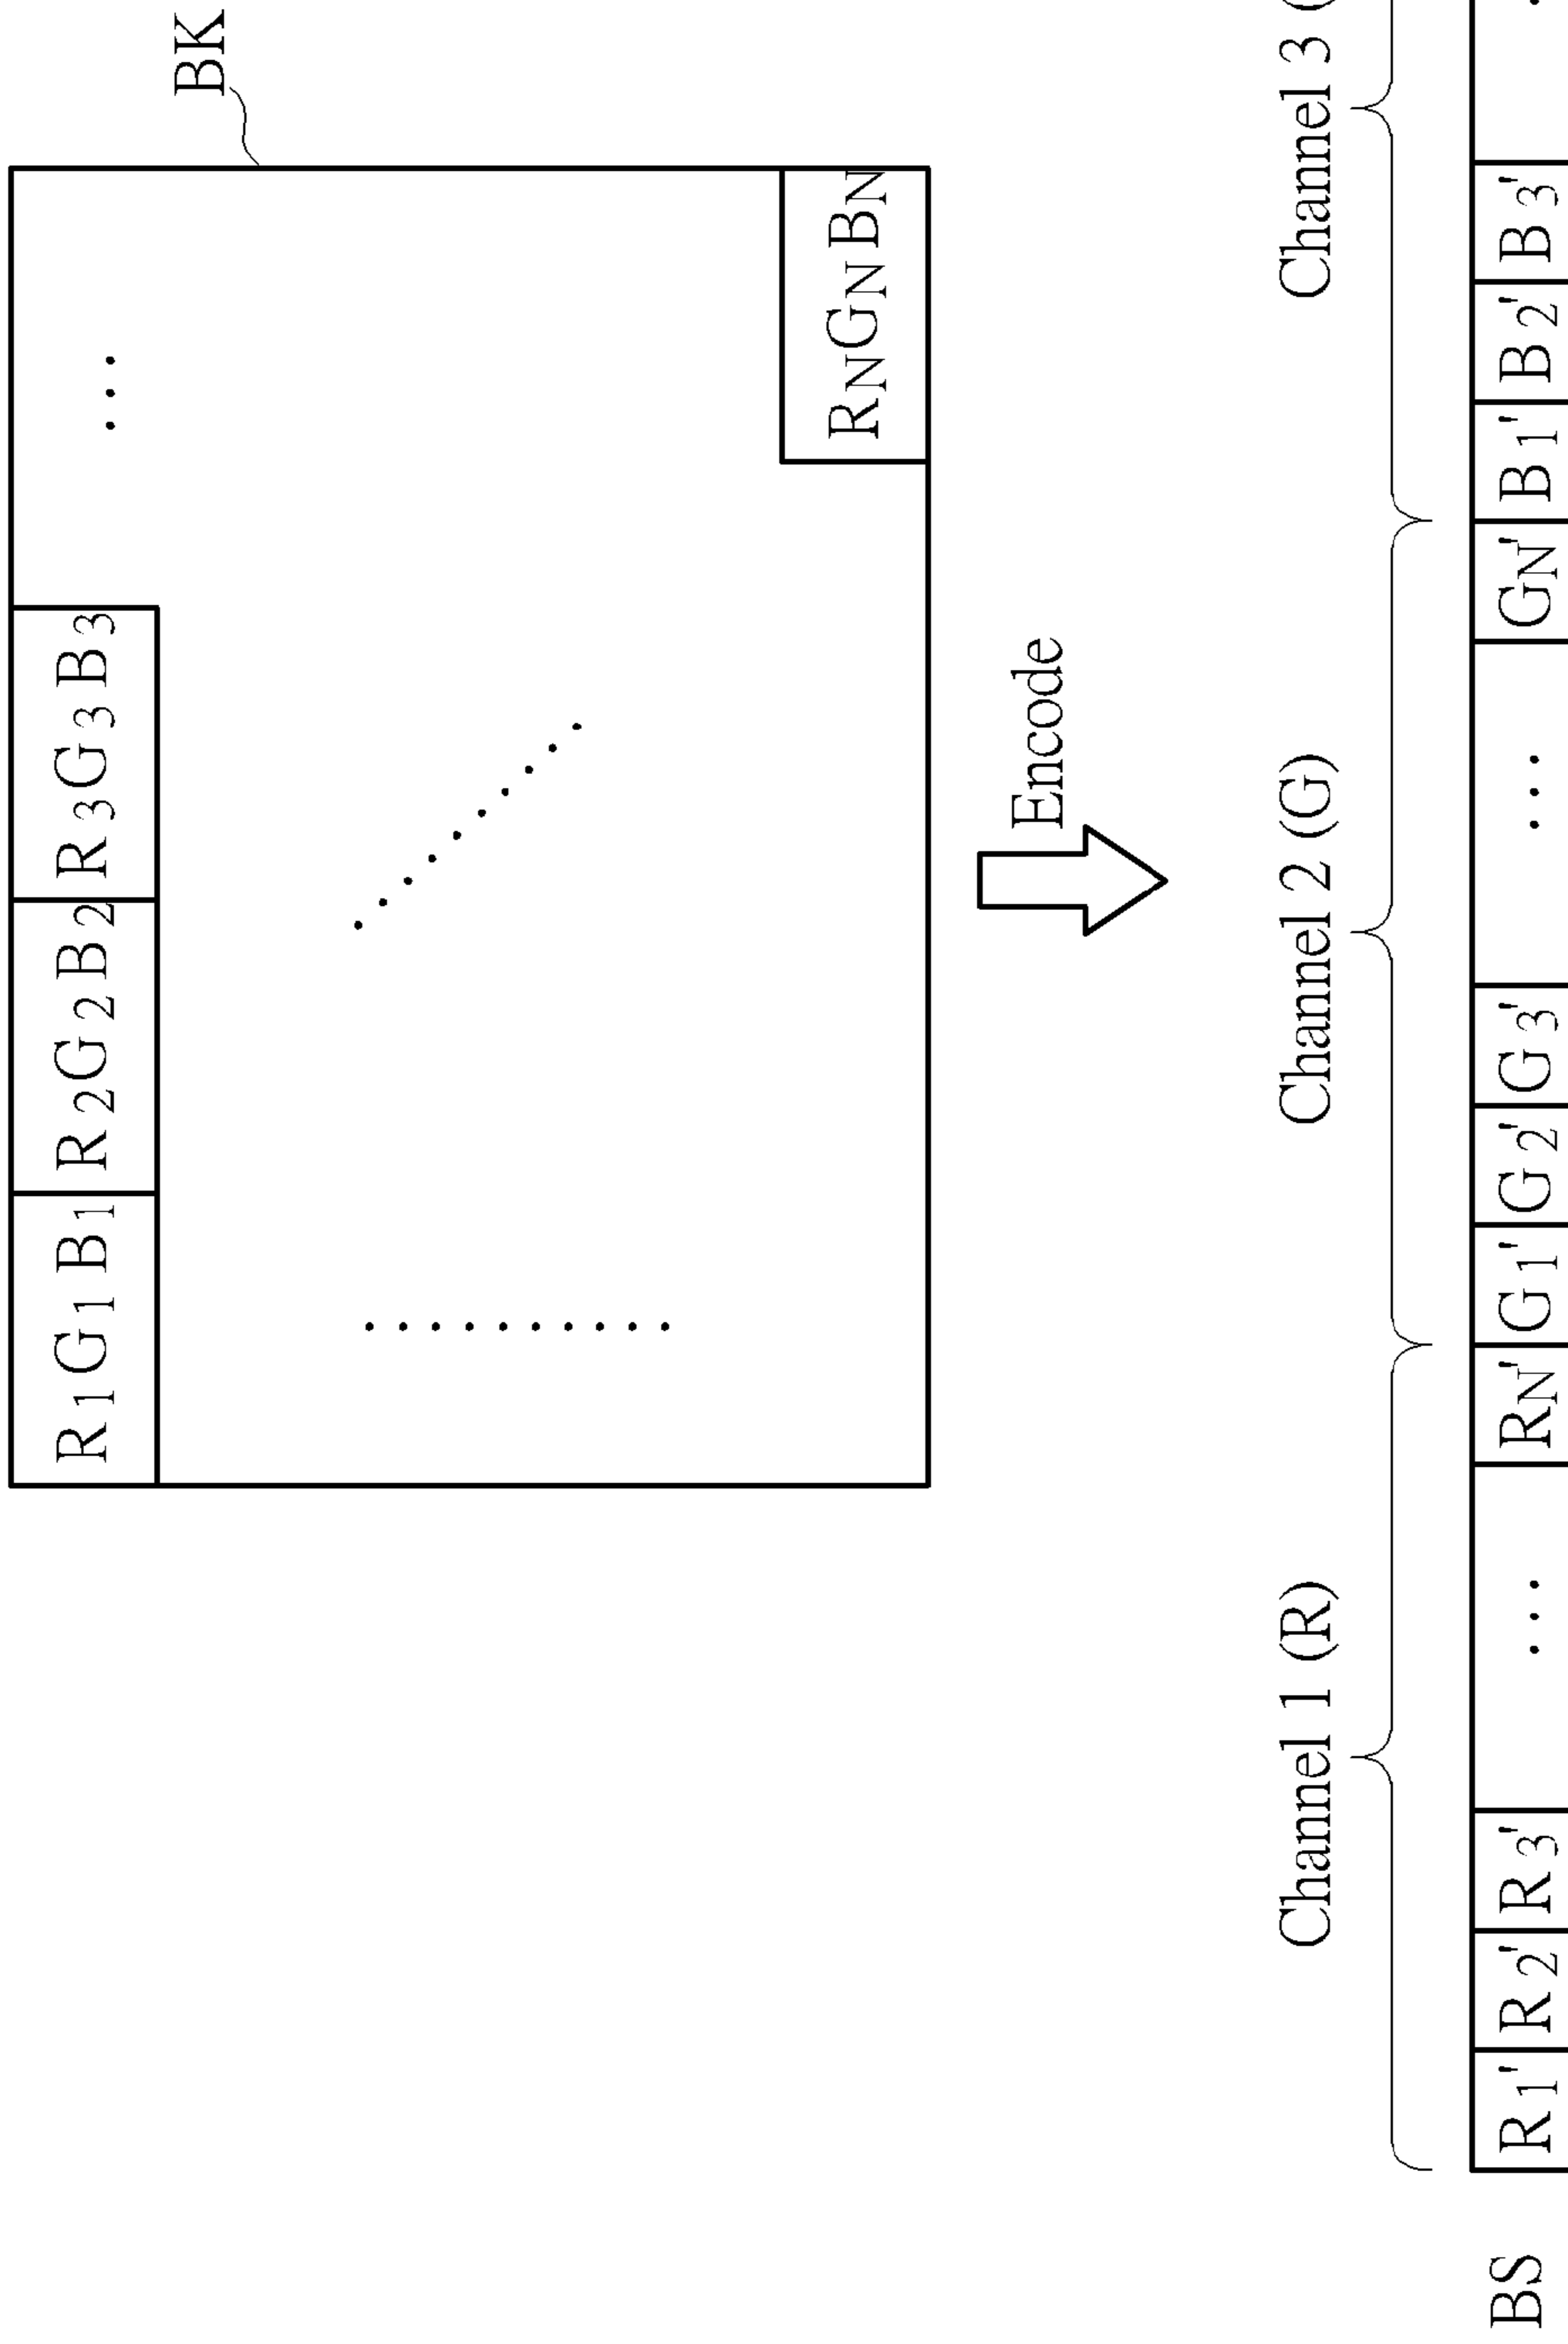 BK
R1G1B1 R2G2B2 R3G3B3 ...
RNGNBN
Encode
Channel 1 (R) Channel 2 (G) Channel 3 (
BS R1' R2' R3' ... RN' G1' G2' G3' ... GN' B1' B2' B3'